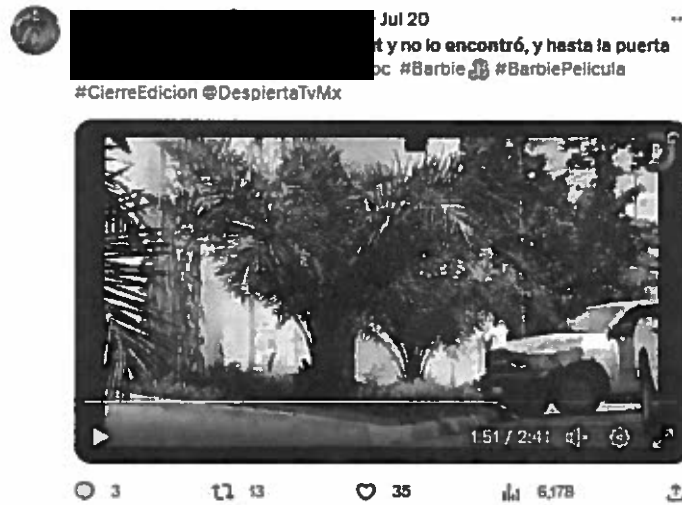 Jul 20
y no lo encontró, y hasta la puerta
#Barbie #BarbiePelicula
#CierreEdicion @DespiertaTvMx
1:51 / 2:41
3 13 35 6,178